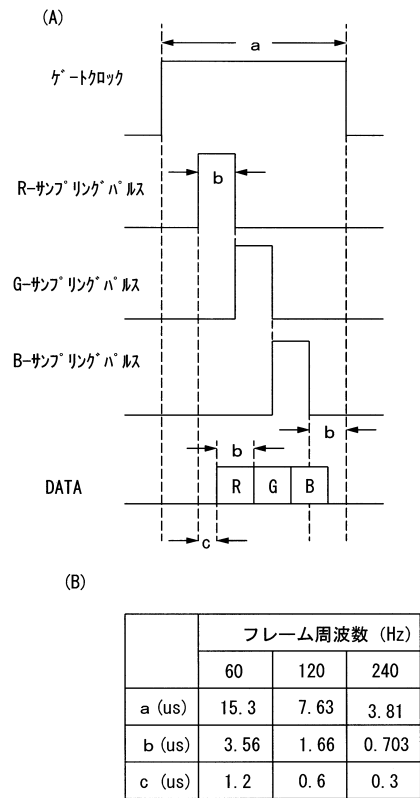 (A)
a
ゲートクロック
b
R-サンプリングパルス
G-サンプリングパルス
B-サンプリングパルス
b
b
DATA
R G B
c
(B)
フレーム周波数 (Hz)
60 120 240
a (us) 15.3 7.63 3.81
b (us) 3.56 1.66 0.703
c (us) 1.2 0.6 0.3